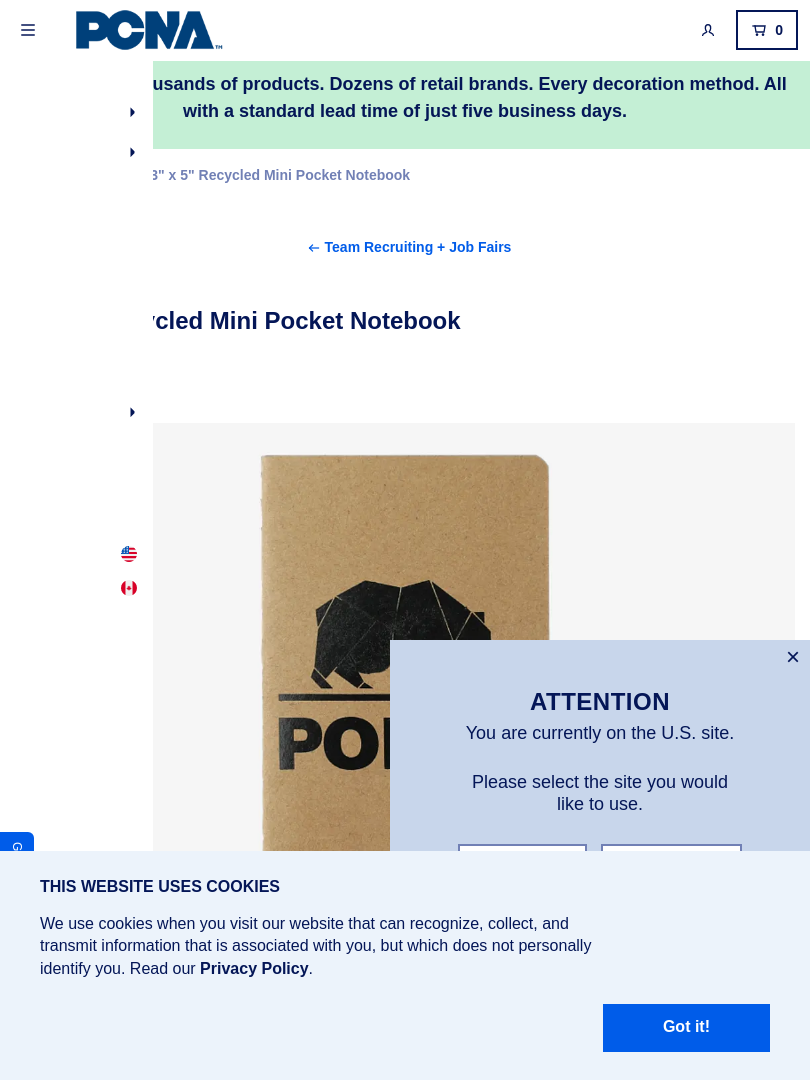 PCNA™
0
usands of products. Dozens of retail brands. Every decoration method. All
with a standard lead time of just five business days.
3" x 5" Recycled Mini Pocket Notebook
← Team Recruiting + Job Fairs
ycled Mini Pocket Notebook
ATTENTION
You are currently on the U.S. site.
Please select the site you would
like to use.
THIS WEBSITE USES COOKIES
We use cookies when you visit our website that can recognize, collect, and
transmit information that is associated with you, but which does not personally
identify you. Read our Privacy Policy.
Got it!